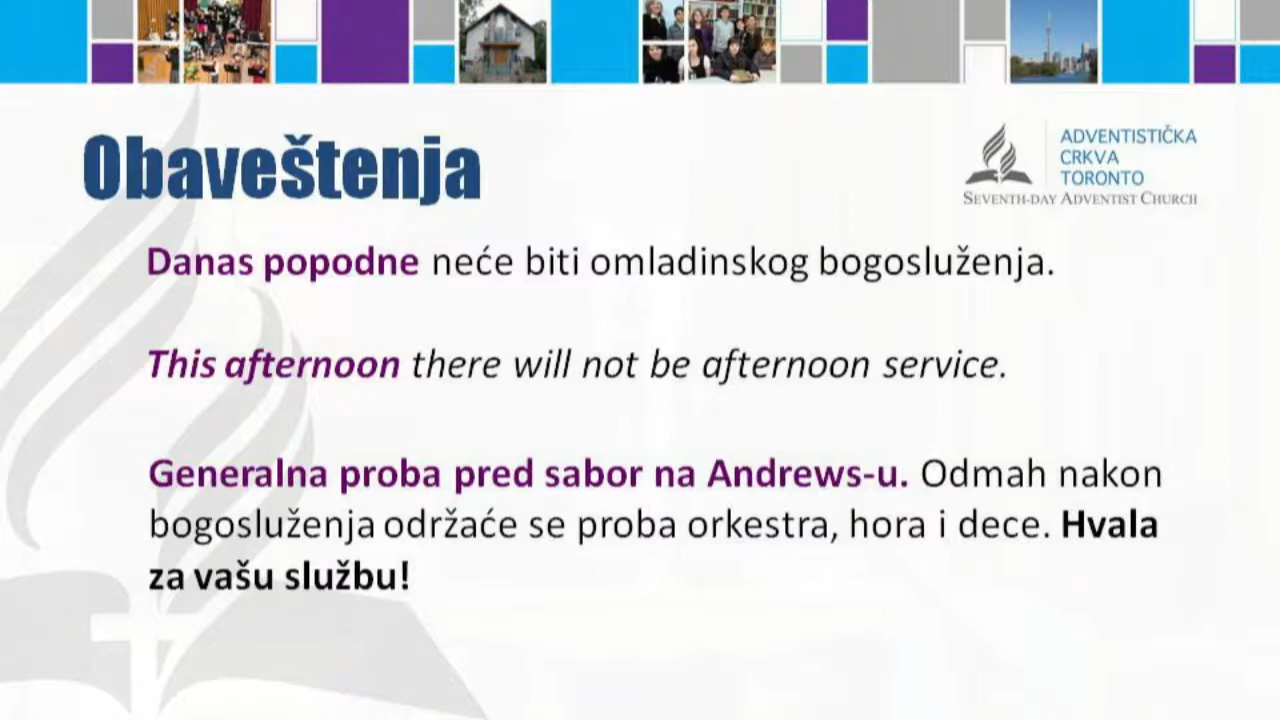 Obaveštenja
ADVENTISTIČKA
CRKVA
TORONTO
SEVENTH-DAY ADVENTIST CHURCH
Danas popodne neće biti omladinskog bogosluženja.
This afternoon there will not be afternoon service.
Generalna proba pred sabor na Andrews-u. Odmah nakon
bogosluženja održaće se proba orkestra, hora i dece. Hvala
za vašu službu!